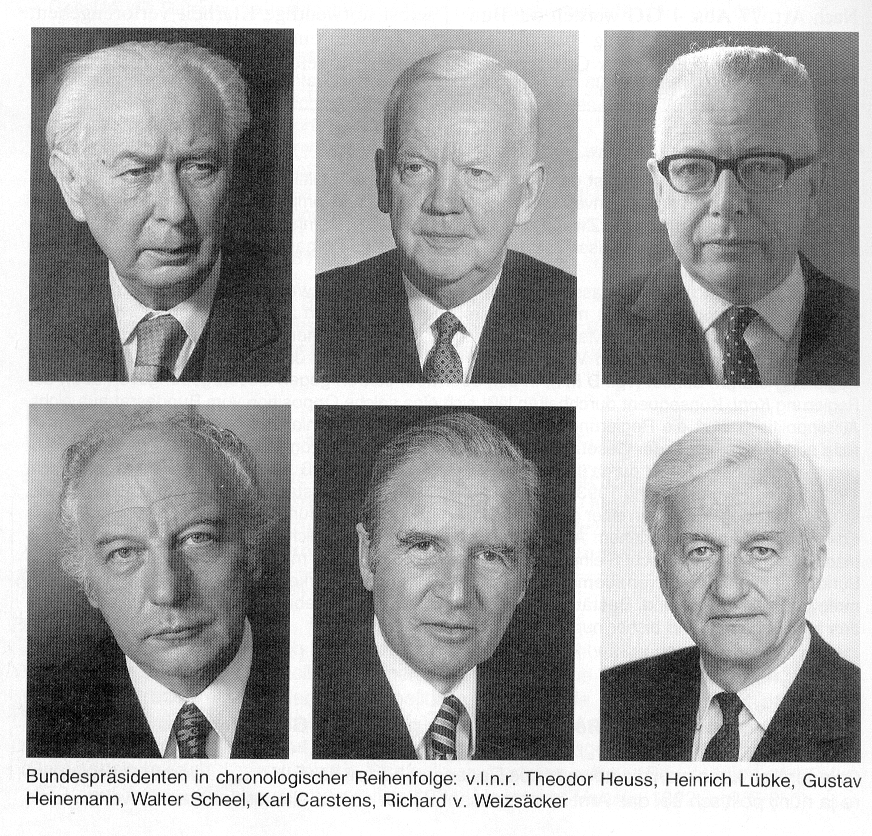 Bundespräsidenten in chronologischer Reihenfolge: v.l.n.r. Theodor Heuss, Heinrich Lübke, Gustav
Heinemann, Walter Scheel, Karl Carstens, Richard v. Weizsäcker